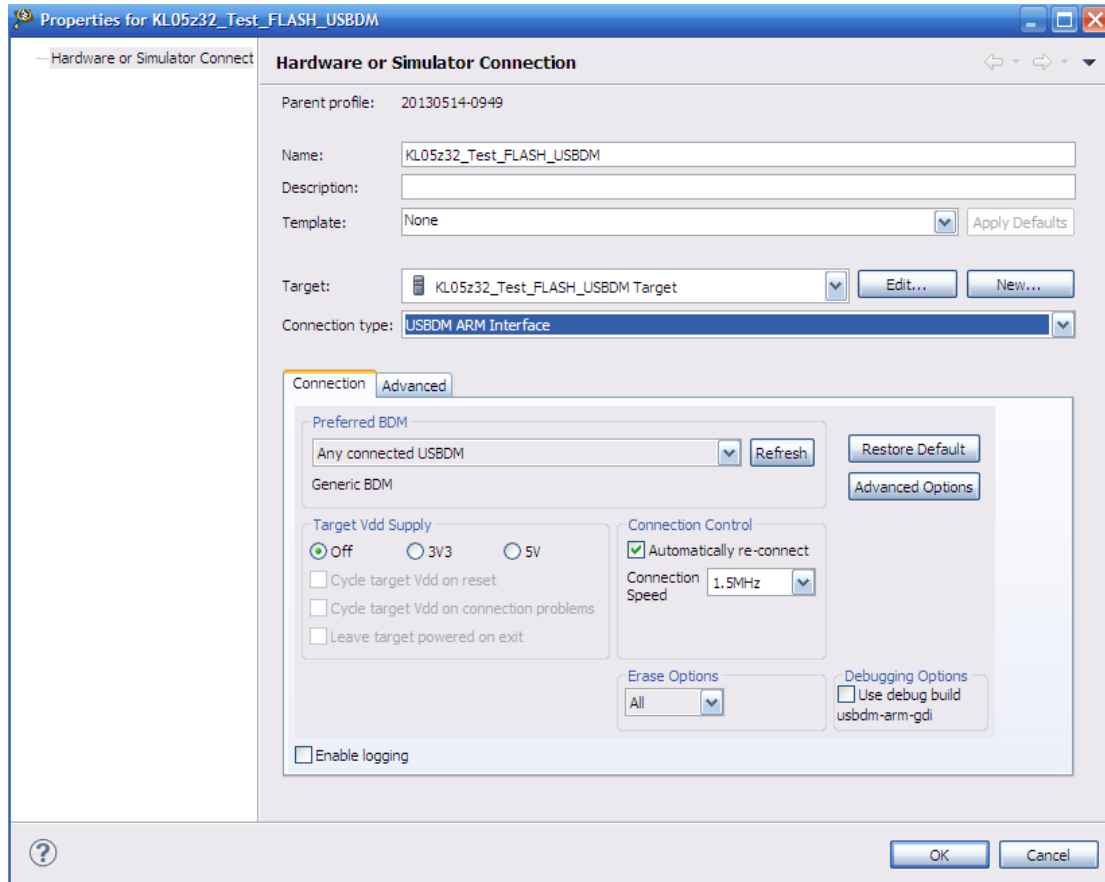 Properties for KL05z32_Test_FLASH_USBDM
Hardware or Simulator Connect
Hardware or Simulator Connection
Parent profile: 20130514-0949
Name: KL05z32_Test_FLASH_USBDM
Description:
Template: None Apply Defaults
Target: KL05z32_Test_FLASH_USBDM Target Edit... New...
Connection type: USBDM ARM Interface
Connection Advanced
Preferred BDM
Any connected USBDM Refresh Restore Default
Generic BDM Advanced Options
Target Vdd Supply Connection Control
Off 3V3 5V Automatically re-connect
Cycle target Vdd on reset Connection 1.5MHz
Speed
Cycle target Vdd on connection problems
Leave target powered on exit
Erase Options Debugging Options
All Use debug build
usbdm-arm-gdi
Enable logging
? OK Cancel